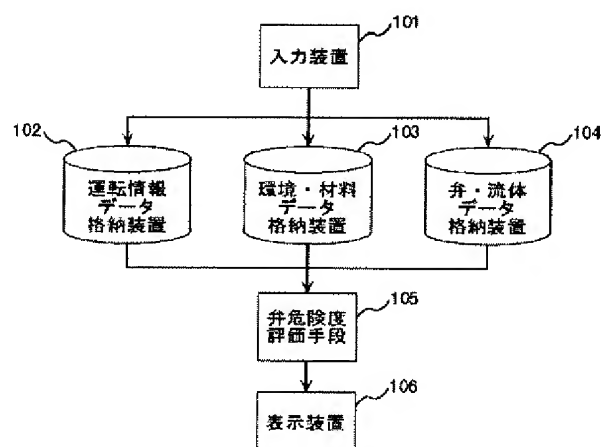 101
入力装置
102
運転情報
データ
格納装置
103
環境・材料
データ
格納装置
104
弁・流体
データ
格納装置
105
弁危険度
評価手段
106
表示装置